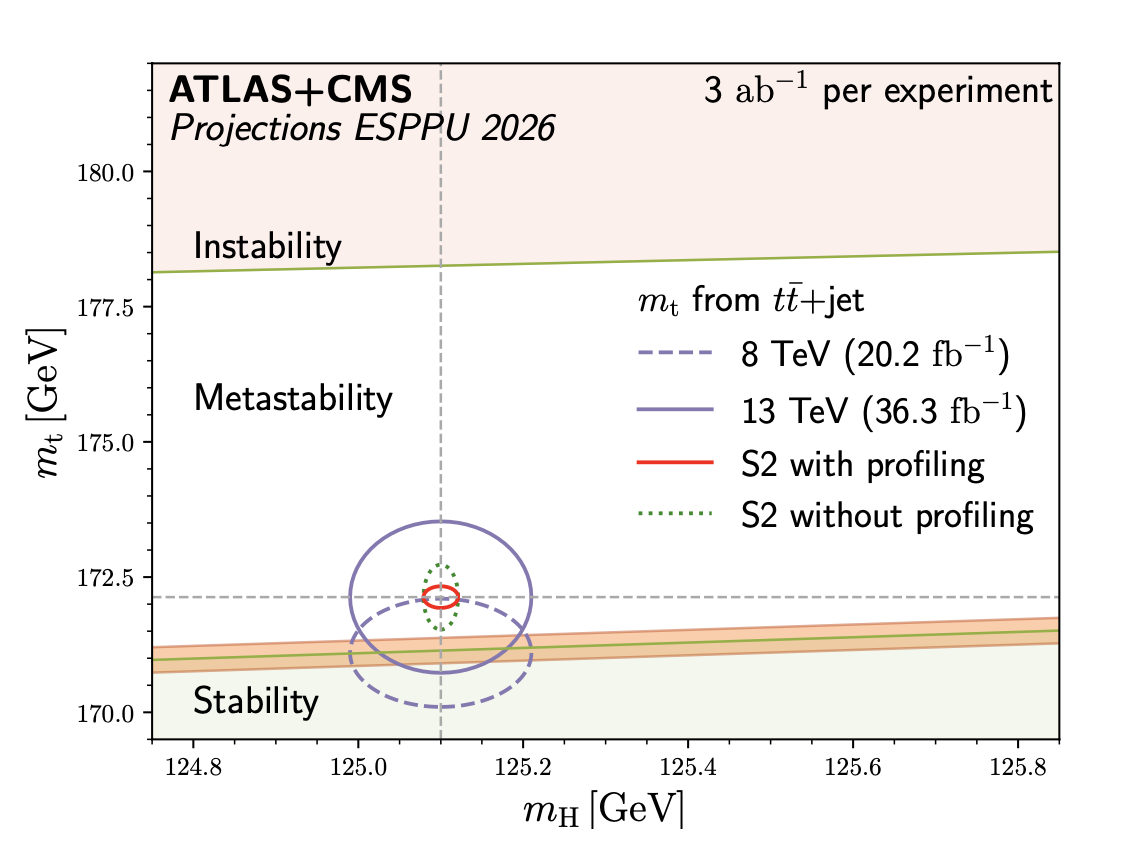 ATLAS+CMS
3 ab⁻¹ per experiment
Projections ESPPU 2026
180.0
Instability
177.5
mₜ from tt̄+jet
8 TeV (20.2 fb⁻¹)
Metastability
13 TeV (36.3 fb⁻¹)
mₜ [GeV]
175.0
S2 with profiling
S2 without profiling
172.5
Stability
170.0
124.8 125.0 125.2 125.4 125.6 125.8
m_H [GeV]